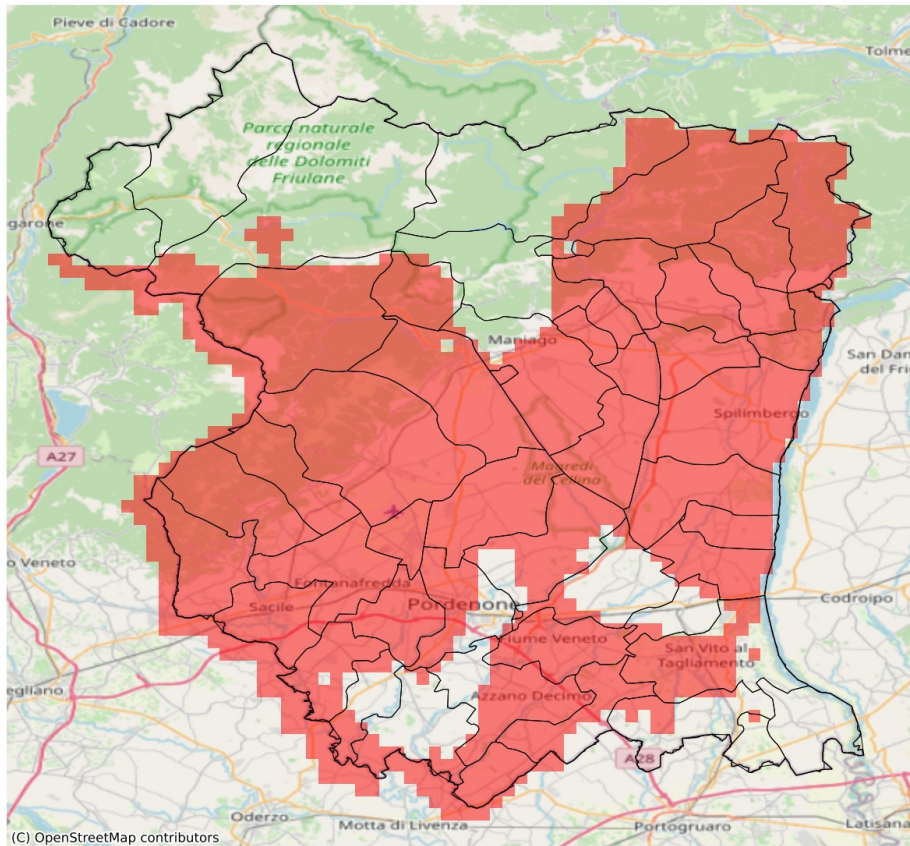 Pieve di Cadore
Tolme
Parco naturale
regionale
delle Dolomiti
Friulane
garone
Maniago
San Dan
del Friu
Spilimbergo
A27
Magredi
del Cellina
o Veneto
Fontanafredda
Codroipo
Sacile
Pordenone
Fiume Veneto
San Vito al
Tagliamento
egliano
Azzano Decimo
A28
Oderzo
Motta di Livenza
Portogruaro
Latisana
(C) OpenStreetMap contributors